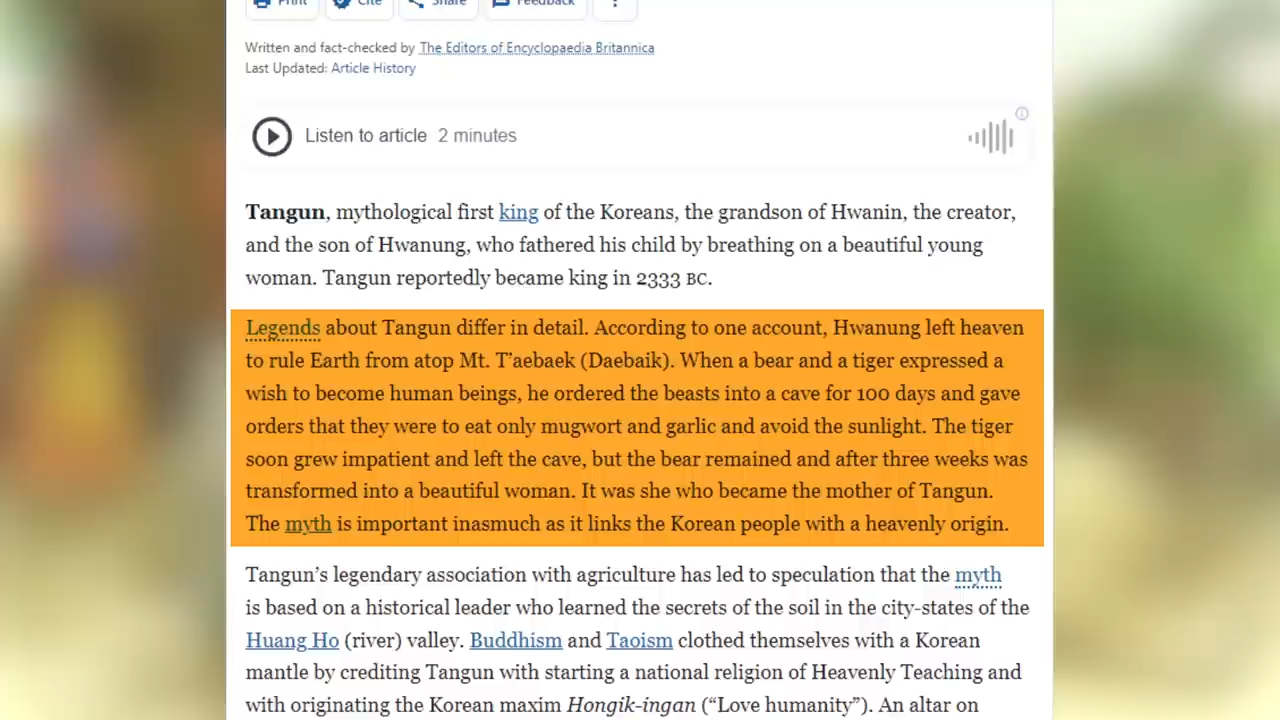 Print Cite Share Feedback
Written and fact-checked by The Editors of Encyclopaedia Britannica
Last Updated: Article History
Listen to article 2 minutes
Tangun, mythological first king of the Koreans, the grandson of Hwanin, the creator,
and the son of Hwanung, who fathered his child by breathing on a beautiful young
woman. Tangun reportedly became king in 2333 BC.
Legends about Tangun differ in detail. According to one account, Hwanung left heaven
to rule Earth from atop Mt. T’aebaek (Daebaik). When a bear and a tiger expressed a
wish to become human beings, he ordered the beasts into a cave for 100 days and gave
orders that they were to eat only mugwort and garlic and avoid the sunlight. The tiger
soon grew impatient and left the cave, but the bear remained and after three weeks was
transformed into a beautiful woman. It was she who became the mother of Tangun.
The myth is important inasmuch as it links the Korean people with a heavenly origin.
Tangun’s legendary association with agriculture has led to speculation that the myth
is based on a historical leader who learned the secrets of the soil in the city-states of the
Huang Ho (river) valley. Buddhism and Taoism clothed themselves with a Korean
mantle by crediting Tangun with starting a national religion of Heavenly Teaching and
with originating the Korean maxim Hongik-ingan (“Love humanity”). An altar on